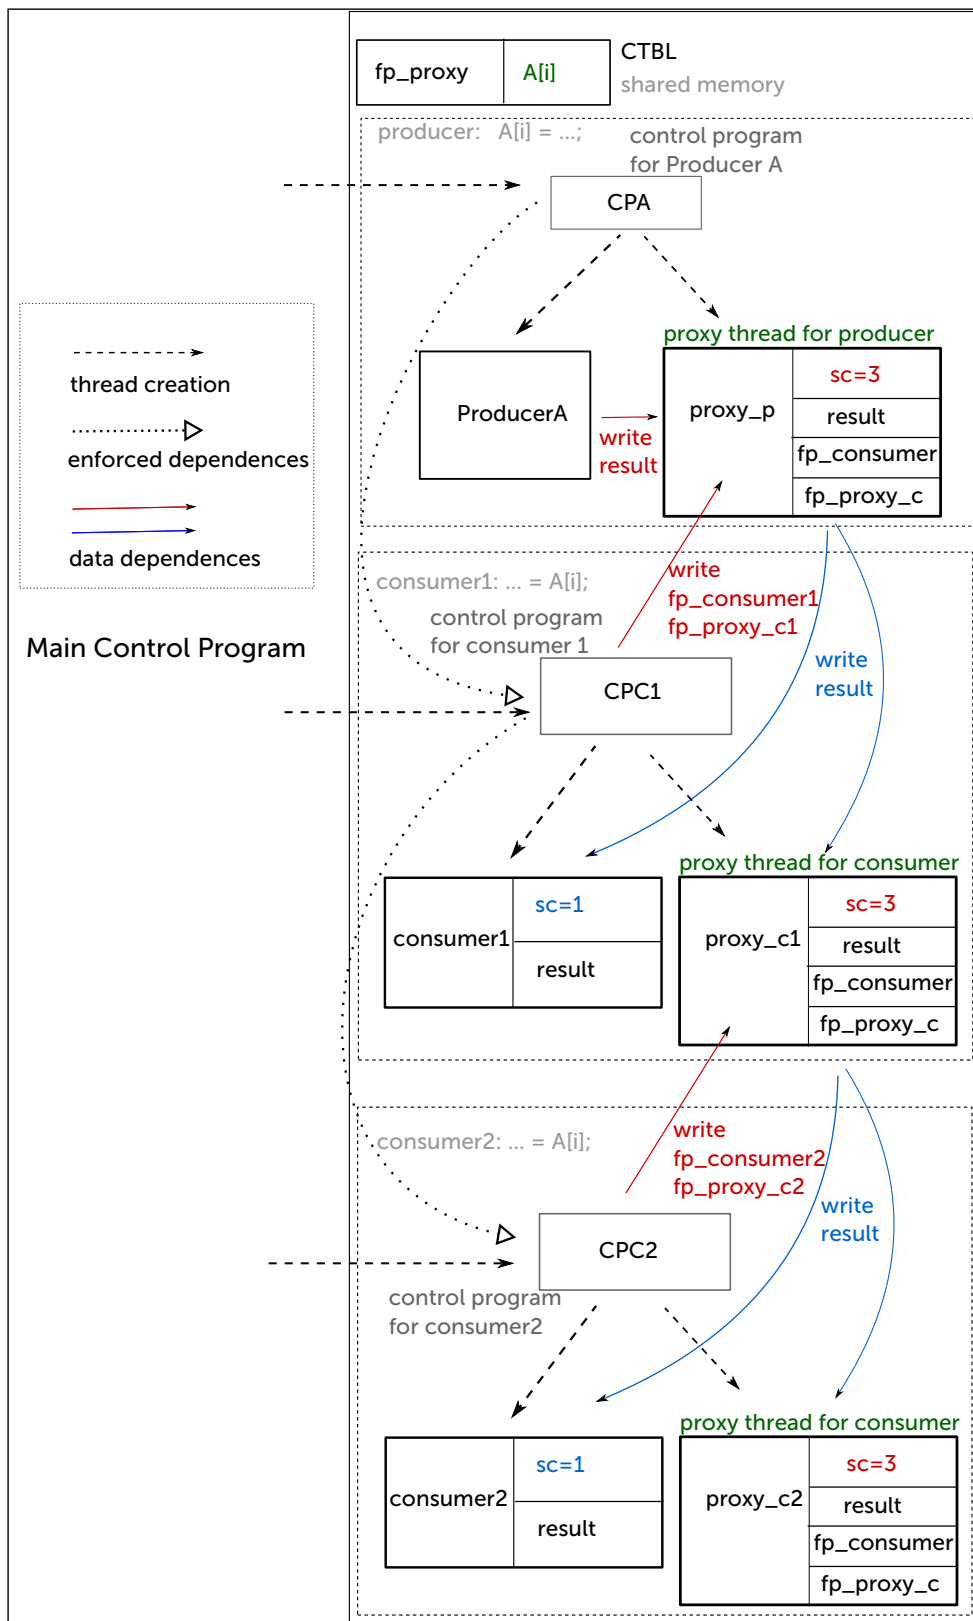 fp_proxy
A[i]
CTBL
shared memory
producer: A[i] = ...;
control program
for Producer A
CPA
thread creation
enforced dependences
data dependences
Main Control Program
proxy thread for producer
ProducerA
write
result
proxy_p
sc=3
result
fp_consumer
fp_proxy_c
consumer1: ... = A[i];
control program
for consumer 1
write
fp_consumer1
fp_proxy_c1
write
result
CPC1
proxy thread for consumer
consumer1
sc=1
result
proxy_c1
sc=3
result
fp_consumer
fp_proxy_c
consumer2: ... = A[i];
write
fp_consumer2
fp_proxy_c2
write
result
CPC2
control program
for consumer2
proxy thread for consumer
consumer2
sc=1
result
proxy_c2
sc=3
result
fp_consumer
fp_proxy_c